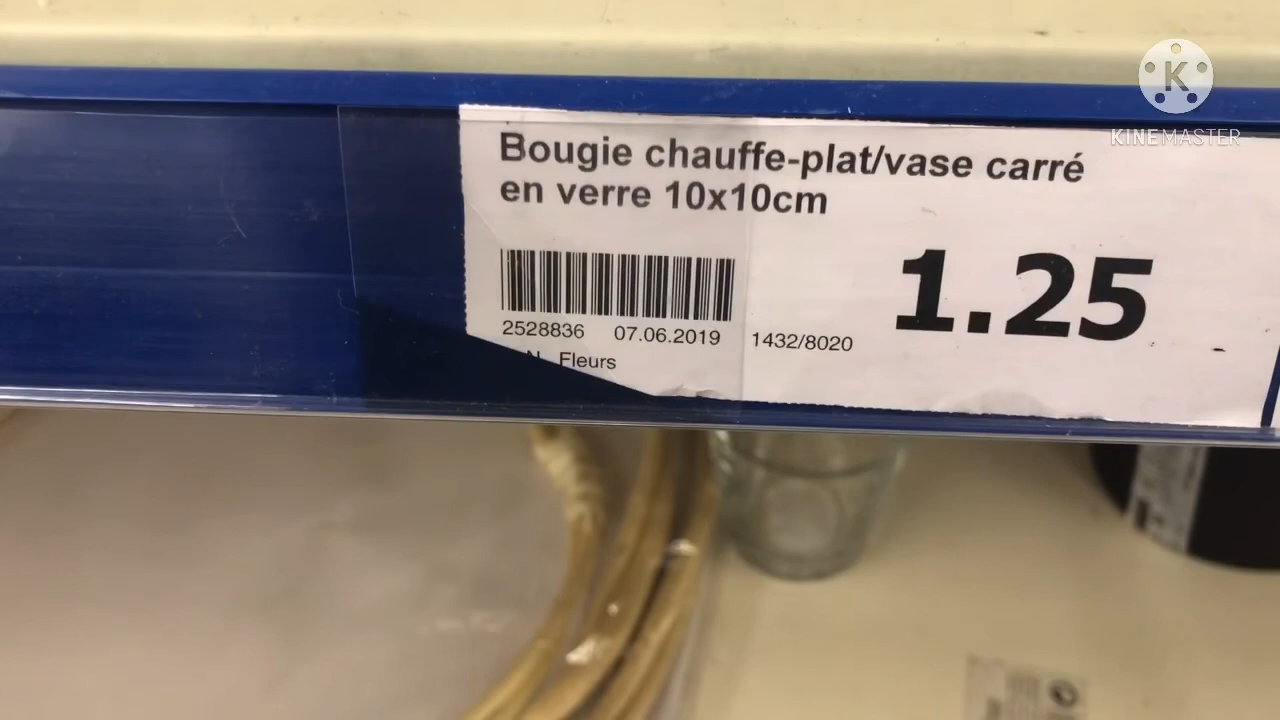 K
KINEMASTER
Bougie chauffe-plat/vase carré
en verre 10x10cm
1.25
2528836 07.06.2019 1432/8020
Fleurs